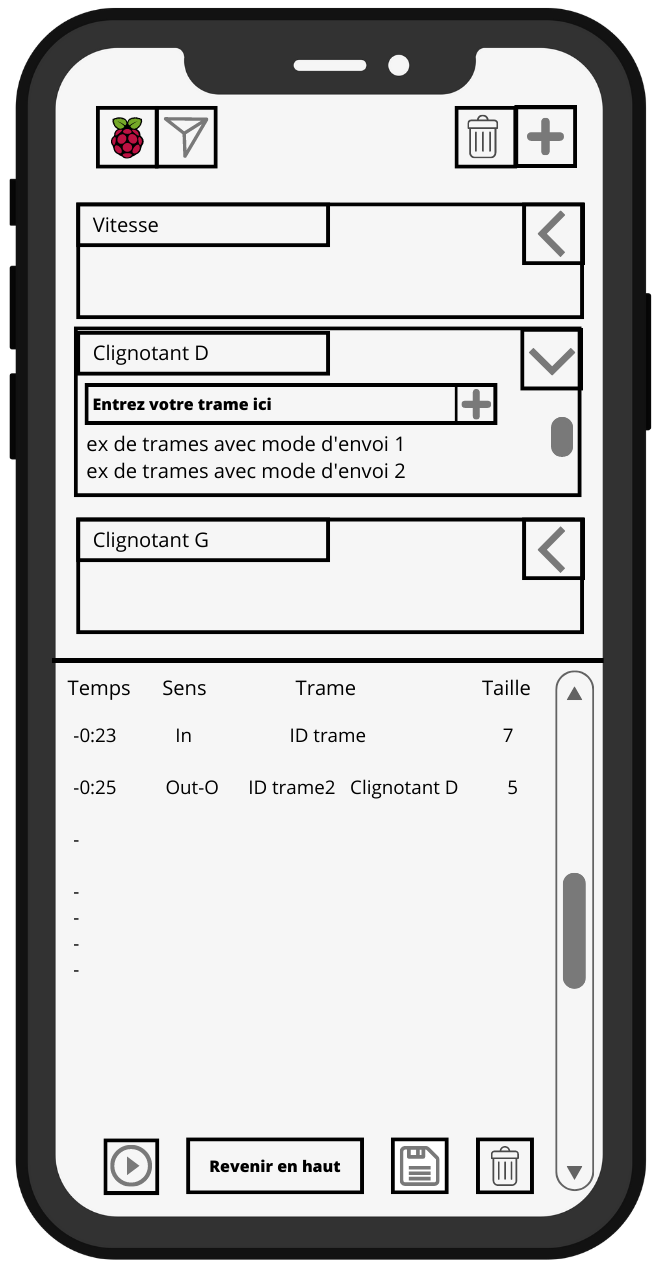 Vitesse
Clignotant D
Entrez votre trame ici
ex de trames avec mode d'envoi 1
ex de trames avec mode d'envoi 2
Clignotant G
Temps Sens Trame Taille
-0:23 In ID trame 7
-0:25 Out-O ID trame2 Clignotant D 5
-
-
-
-
-
Revenir en haut